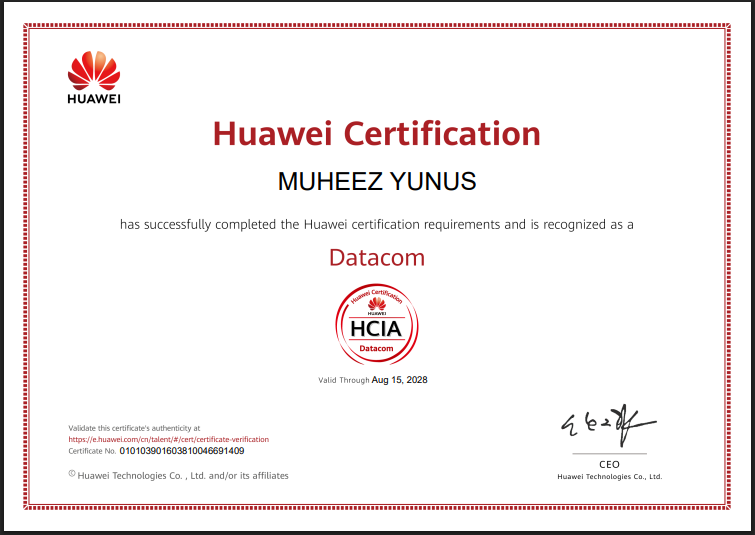 HUAWEI
Huawei Certification
MUHEEZ YUNUS
has successfully completed the Huawei certification requirements and is recognized as a
Datacom
Huawei Certification
HUAWEI
HCIA
Datacom
Valid Through Aug 15, 2028
Validate this certificate's authenticity at
https://e.huawei.com/cn/talent/#/cert/certificate-verification
Certificate No. 010103901603810046691409
© Huawei Technologies Co. , Ltd. and/or its affiliates
CEO
Huawei Technologies Co., Ltd.